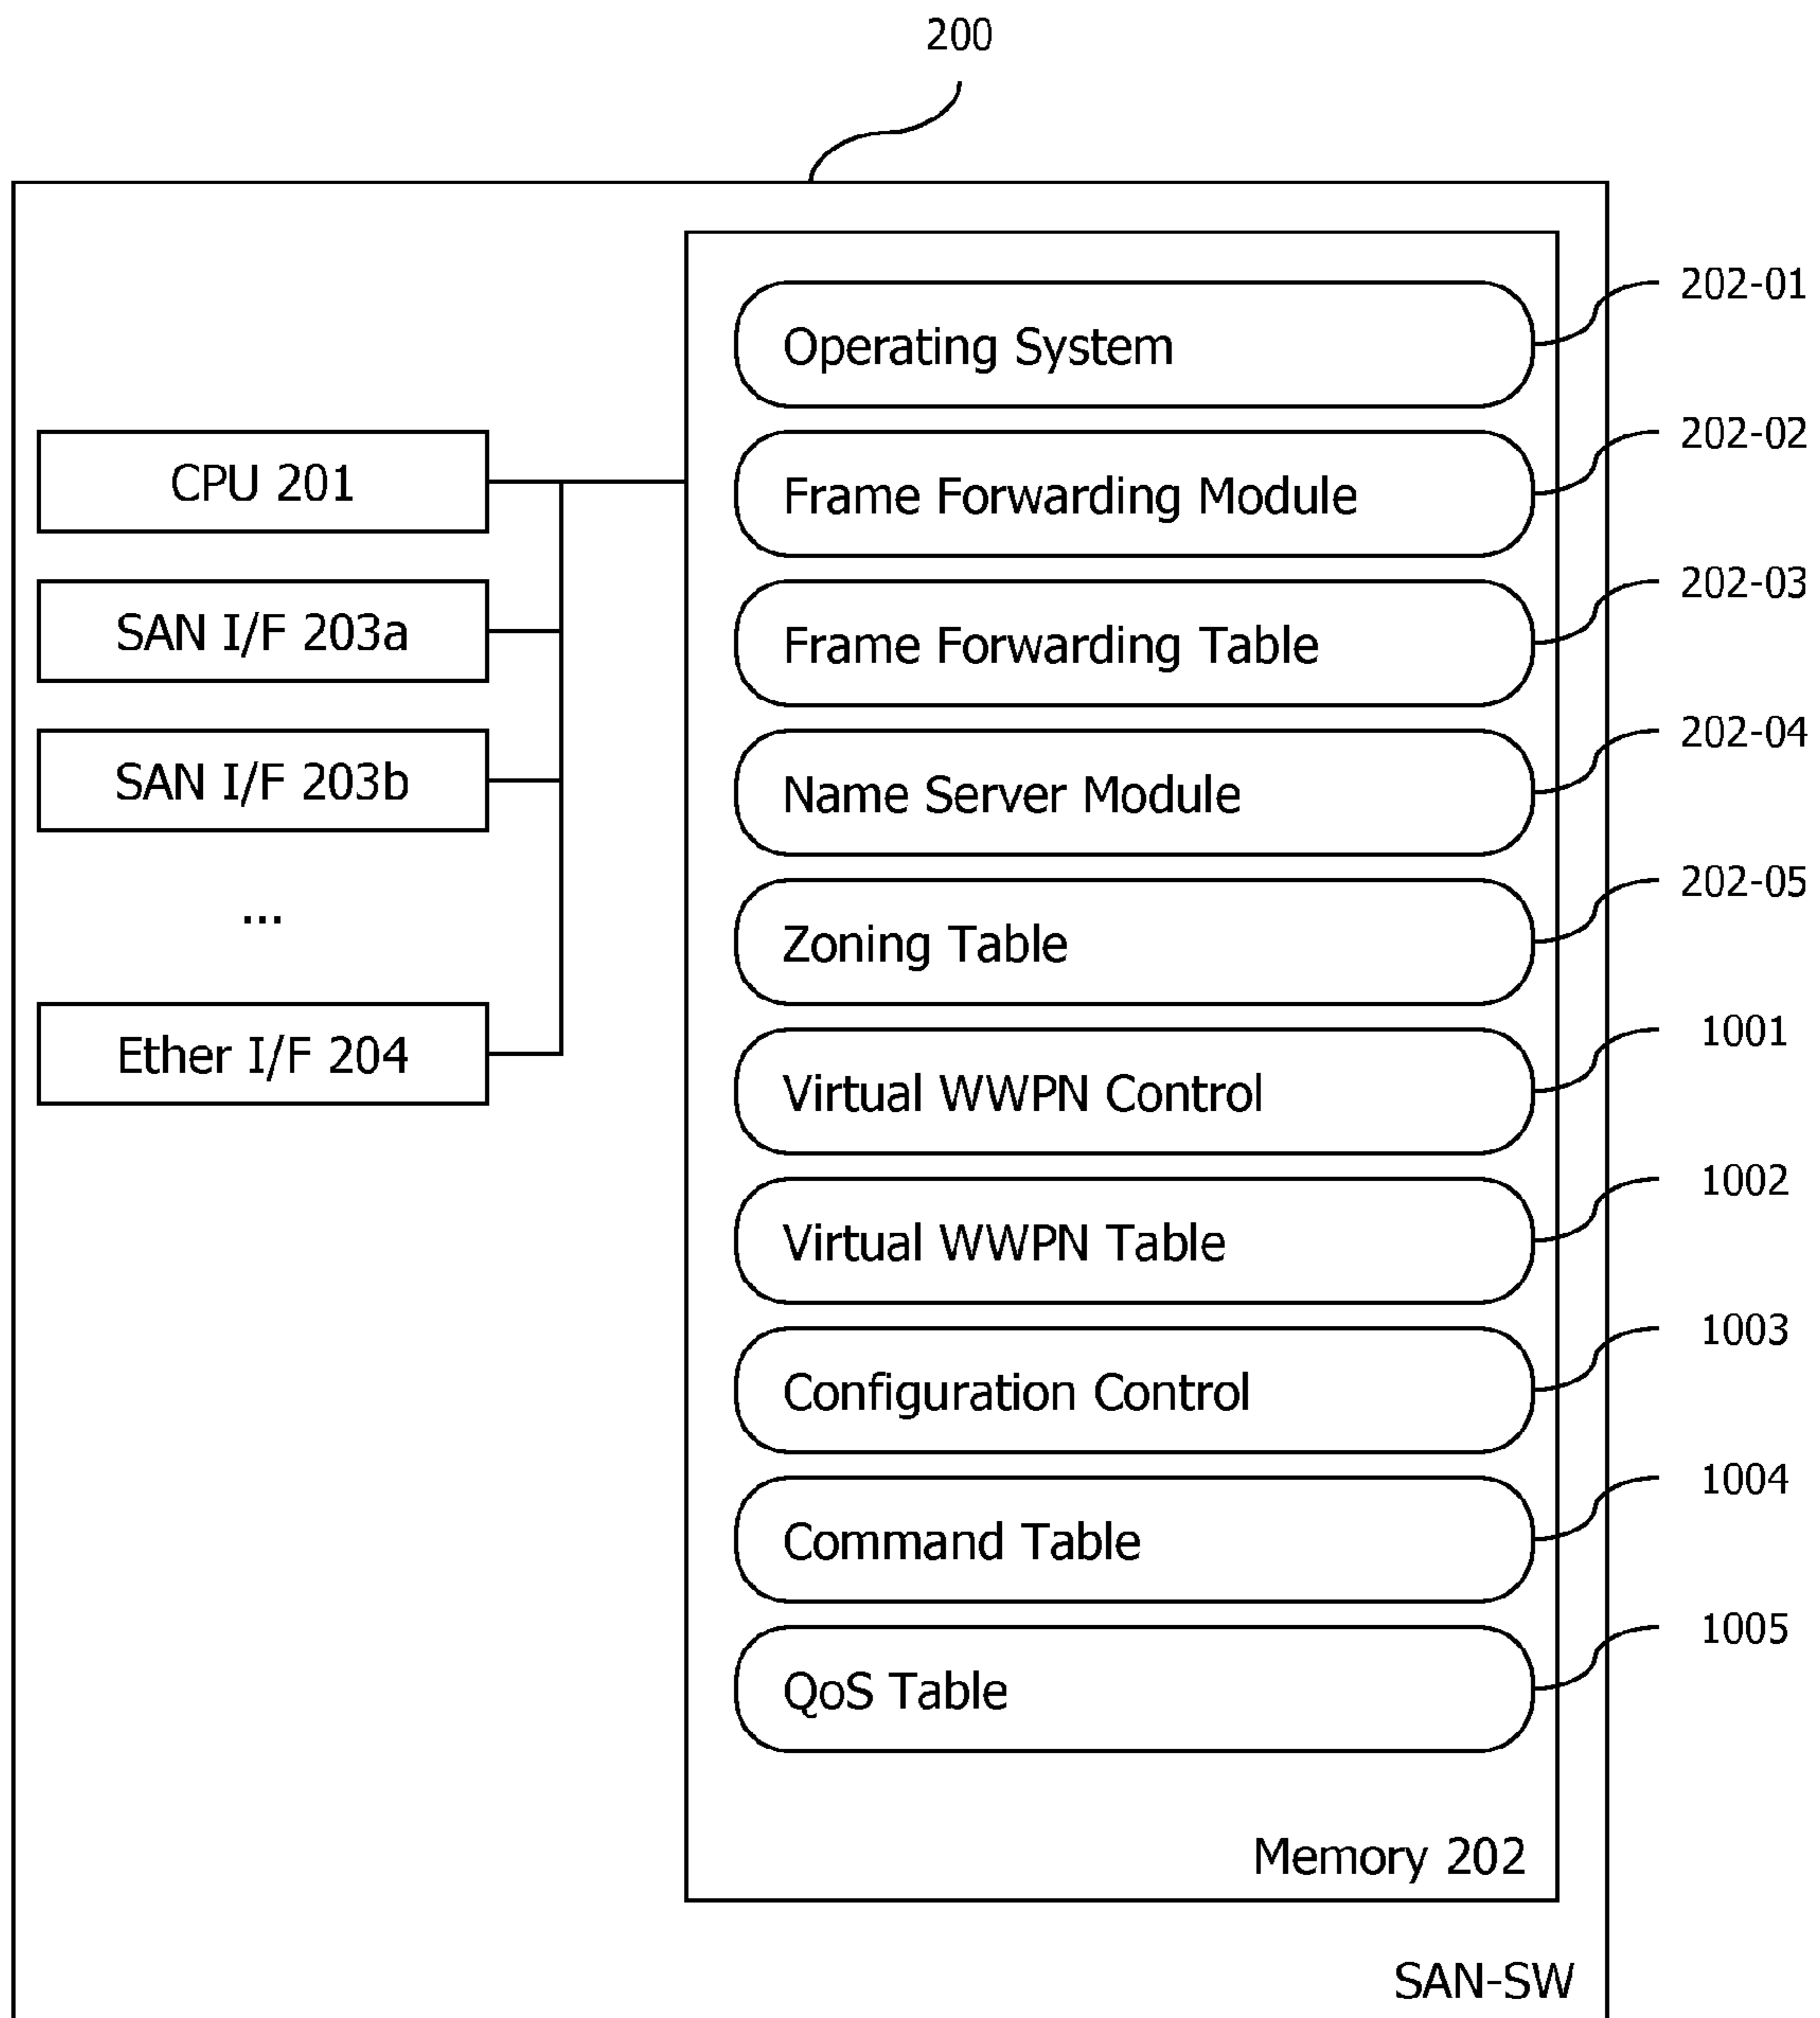 200
Operating System
202-01
Frame Forwarding Module
202-02
CPU 201
Frame Forwarding Table
202-03
SAN I/F 203a
Name Server Module
202-04
SAN I/F 203b
Zoning Table
202-05
...
Ether I/F 204
Virtual WWPN Control
1001
Virtual WWPN Table
1002
Configuration Control
1003
Command Table
1004
QoS Table
1005
Memory 202
SAN-SW